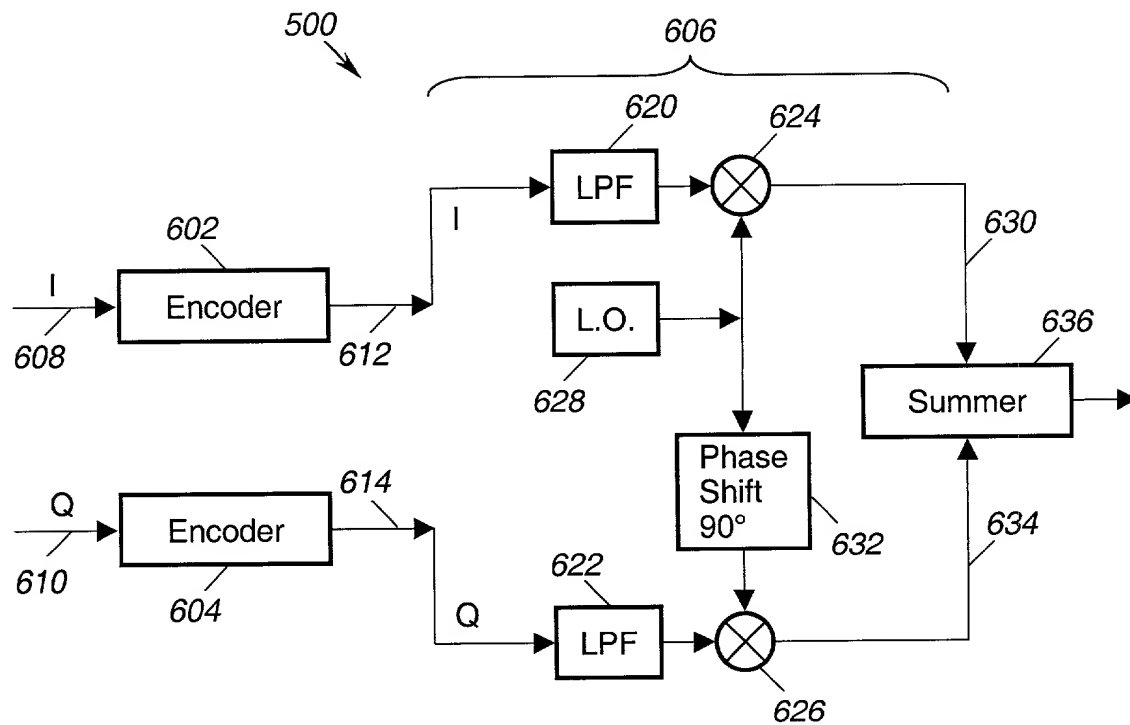 500
606
620
624
LPF
602
I
630
I
Encoder
L.O.
636
608
612
628
Summer
Phase
Shift
90°
614
Q
Encoder
632
634
610
604
622
Q
LPF
626